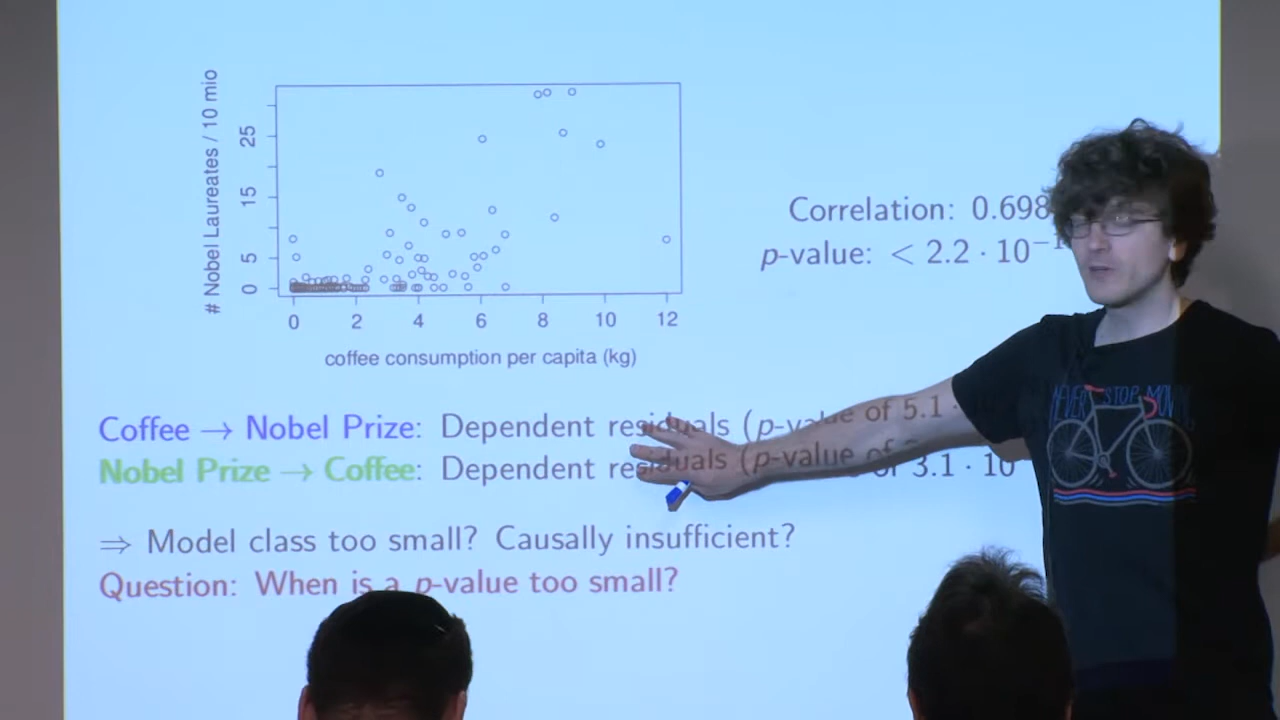 # Nobel Laureates / 10 mio
25
15
5
0
0 2 4 6 8 10 12
coffee consumption per capita (kg)
Correlation: 0.698
p-value: < 2.2 · 10⁻
Coffee → Nobel Prize: Dependent residuals (p-value of 5.1 ·
Nobel Prize → Coffee: Dependent residuals (p-value of 3.1 · 10
⇒ Model class too small? Causally insufficient?
Question: When is a p-value too small?
NEVER STOP